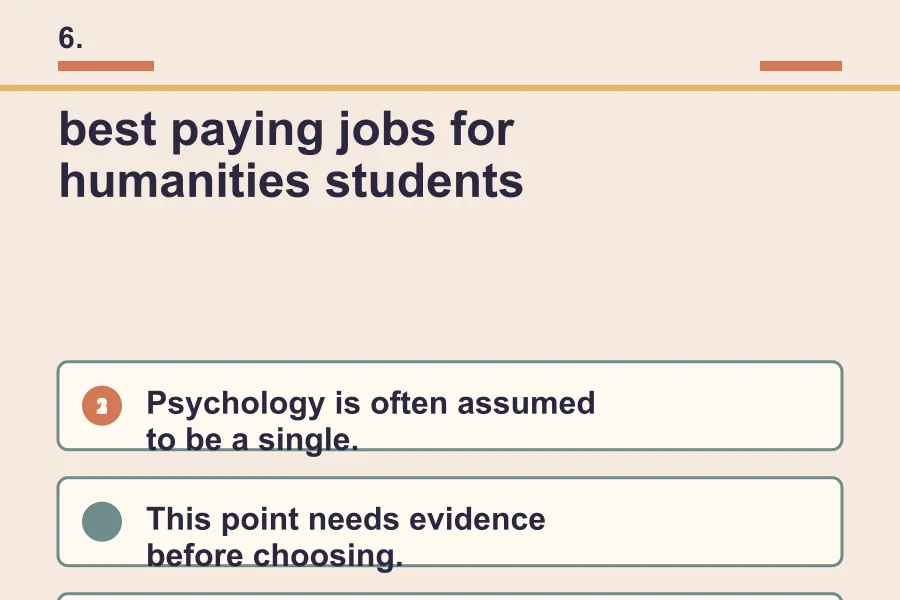 6.
best paying jobs for
humanities students
Psychology is often assumed
to be a single.
This point needs evidence
before choosing.